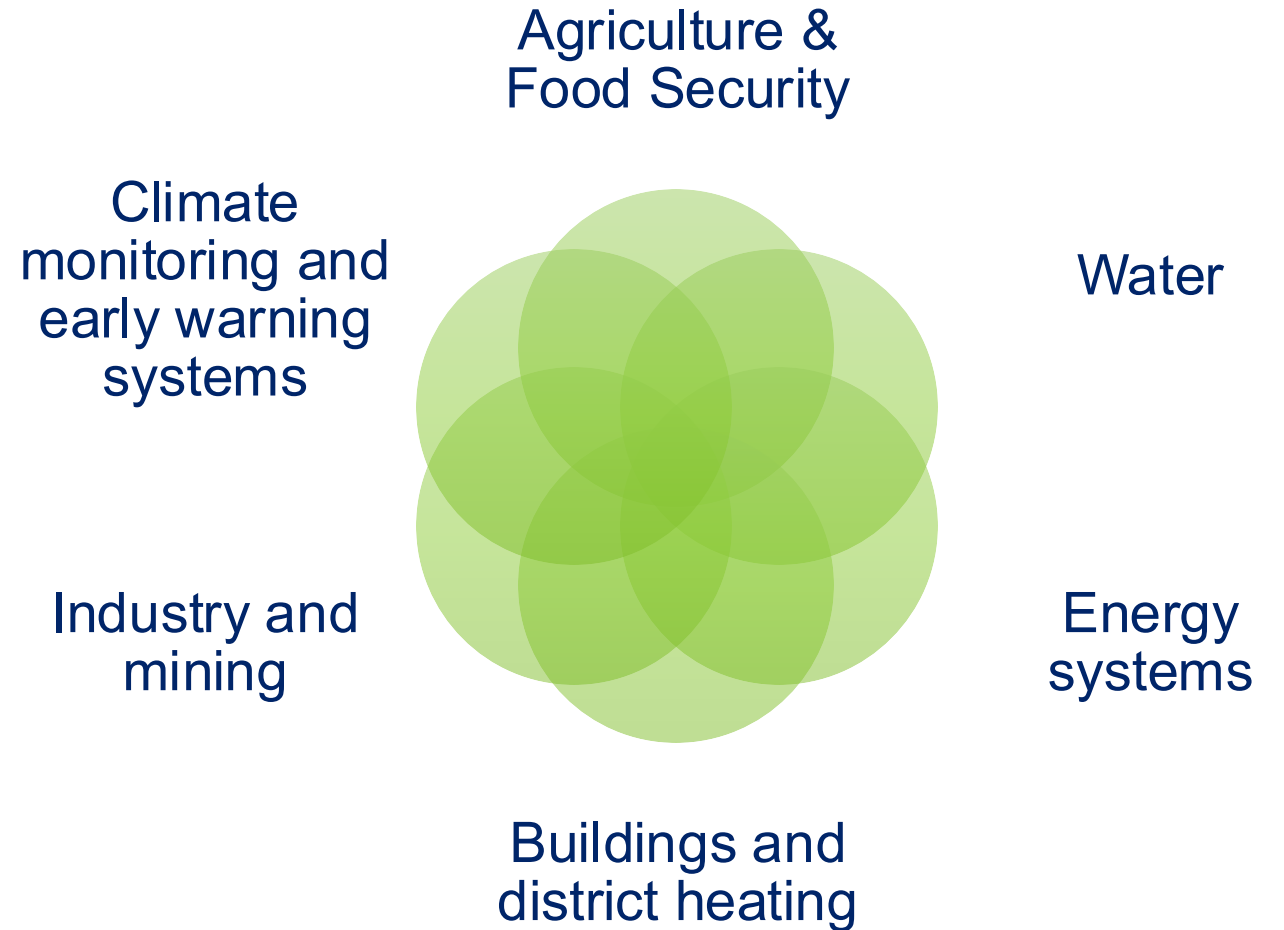 Agriculture &
Food Security
Climate
monitoring and
early warning
systems
Water
Industry and
mining
Energy
systems
Buildings and
district heating